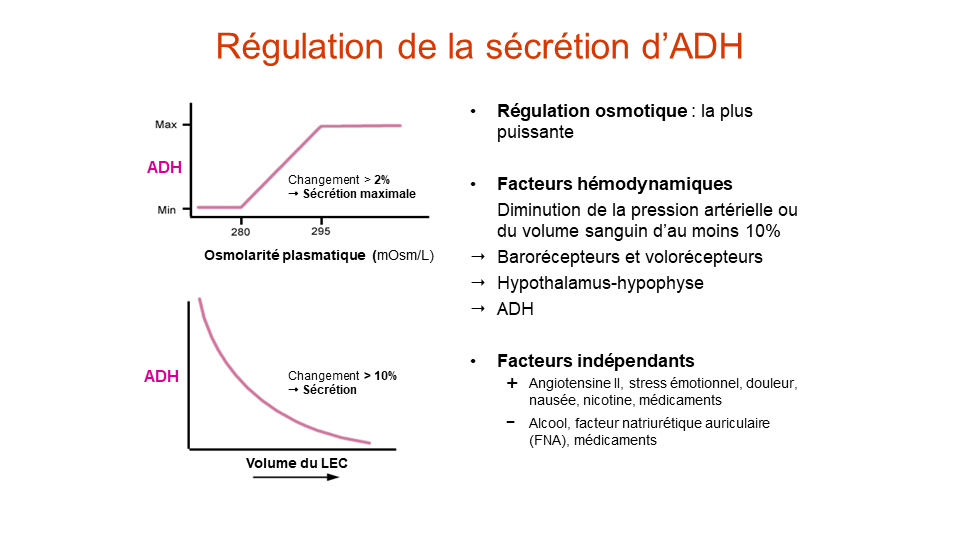 Régulation de la sécrétion d’ADH
Max
ADH
Min
Changement > 2%
→ Sécrétion maximale
280
295
Osmolarité plasmatique (mOsm/L)
ADH
Changement > 10%
→ Sécrétion
Volume du LEC
• Régulation osmotique : la plus
puissante
• Facteurs hémodynamiques
Diminution de la pression artérielle ou
du volume sanguin d’au moins 10%
→ Barorécepteurs et volorécepteurs
→ Hypothalamus-hypophyse
→ ADH
• Facteurs indépendants
+ Angiotensine II, stress émotionnel, douleur,
nausée, nicotine, médicaments
− Alcool, facteur natriurétique auriculaire
(FNA), médicaments